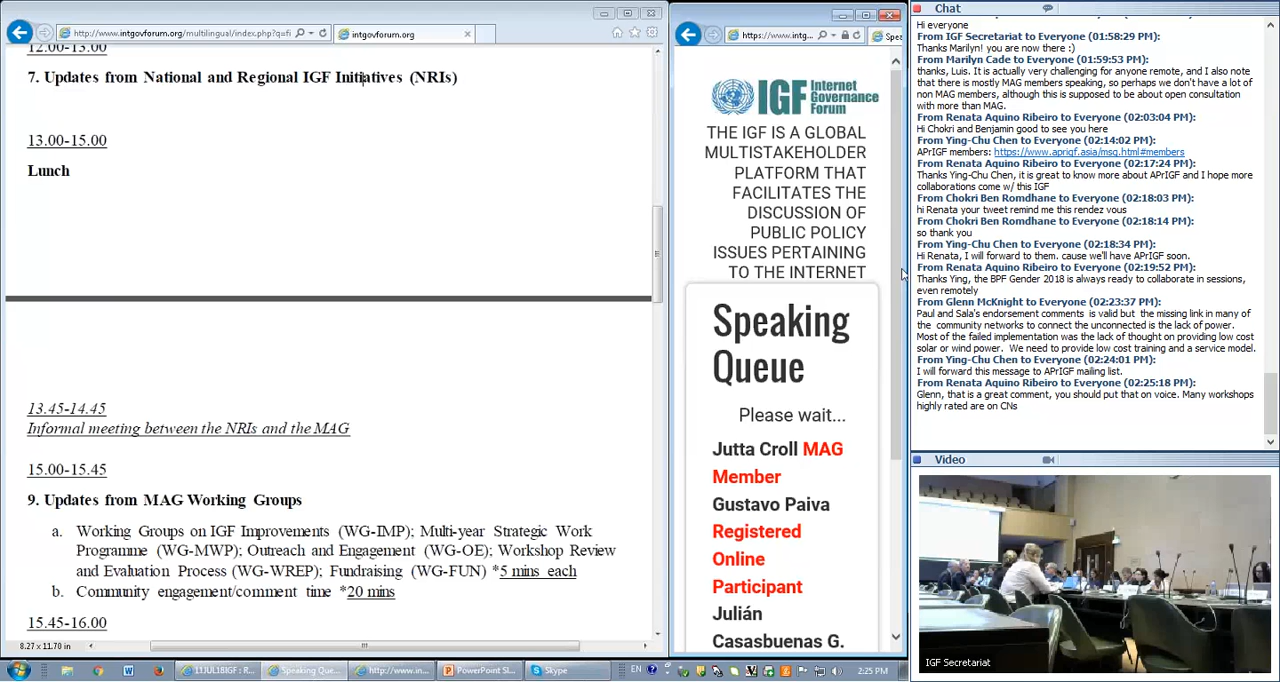 http://www.intgovforum.org/multilingual/index.php?q=fi
intgovforum.org
12.00-13.00
7. Updates from National and Regional IGF Initiatives (NRIs)
13.00-15.00
Lunch
13.45-14.45
Informal meeting between the NRIs and the MAG
15.00-15.45
9. Updates from MAG Working Groups
a. Working Groups on IGF Improvements (WG-IMP); Multi-year Strategic Work
Programme (WG-MWP); Outreach and Engagement (WG-OE); Workshop Review
and Evaluation Process (WG-WREP); Fundraising (WG-FUN) *5 mins each
b. Community engagement/comment time *20 mins
15.45-16.00
8.27 x 11.70 in
https://www.intg...
Spe
IGF Internet
Governance
Forum
THE IGF IS A GLOBAL
MULTISTAKEHOLDER
PLATFORM THAT
FACILITATES THE
DISCUSSION OF
PUBLIC POLICY
ISSUES PERTAINING
TO THE INTERNET
Speaking
Queue
Please wait...
Jutta Croll MAG
Member
Gustavo Paiva
Registered
Online
Participant
Julián
Casasbuenas G.
Chat
Hi everyone
From IGF Secretariat to Everyone (01:58:29 PM):
Thanks Marilyn! you are now there :)
From Marilyn Cade to Everyone (01:59:53 PM):
thanks, Luis. It is actually very challenging for anyone remote, and I also note
that there is mostly MAG members speaking, so perhaps we don't have a lot of
non MAG members, although this is supposed to be about open consultation
with more than MAG.
From Renata Aquino Ribeiro to Everyone (02:03:04 PM):
Hi Chokri and Benjamin good to see you here
From Ying-Chu Chen to Everyone (02:14:02 PM):
APrIGF members: https://www.aprigf.asia/msg.html#members
From Renata Aquino Ribeiro to Everyone (02:17:24 PM):
Thanks Ying-Chu Chen, it is great to know more about APrIGF and I hope more
collaborations come w/ this IGF
From Chokri Ben Romdhane to Everyone (02:18:03 PM):
hi Renata your tweet remind me this rendez vous
From Chokri Ben Romdhane to Everyone (02:18:14 PM):
so thank you
From Ying-Chu Chen to Everyone (02:18:34 PM):
Hi Renata, I will forward to them. cause we'll have APrIGF soon.
From Renata Aquino Ribeiro to Everyone (02:19:52 PM):
Thanks Ying, the BPF Gender 2018 is always ready to collaborate in sessions,
even remotely
From Glenn McKnight to Everyone (02:23:37 PM):
Paul and Sala's endorsement comments is valid but the missing link in many of
the community networks to connect the unconnected is the lack of power.
Most of the failed implementation was the lack of thought on providing low cost
solar or wind power. We need to provide low cost training and a service model.
From Ying-Chu Chen to Everyone (02:24:01 PM):
I will forward this message to APrIGF mailing list.
From Renata Aquino Ribeiro to Everyone (02:25:18 PM):
Glenn, that is a great comment, you should put that on voice. Many workshops
highly rated are on CNs
Video
IGF Secretariat
11JUL18IGF : R...
Speaking Que...
http://www.in...
PowerPoint Sl...
Skype
EN
2:25 PM